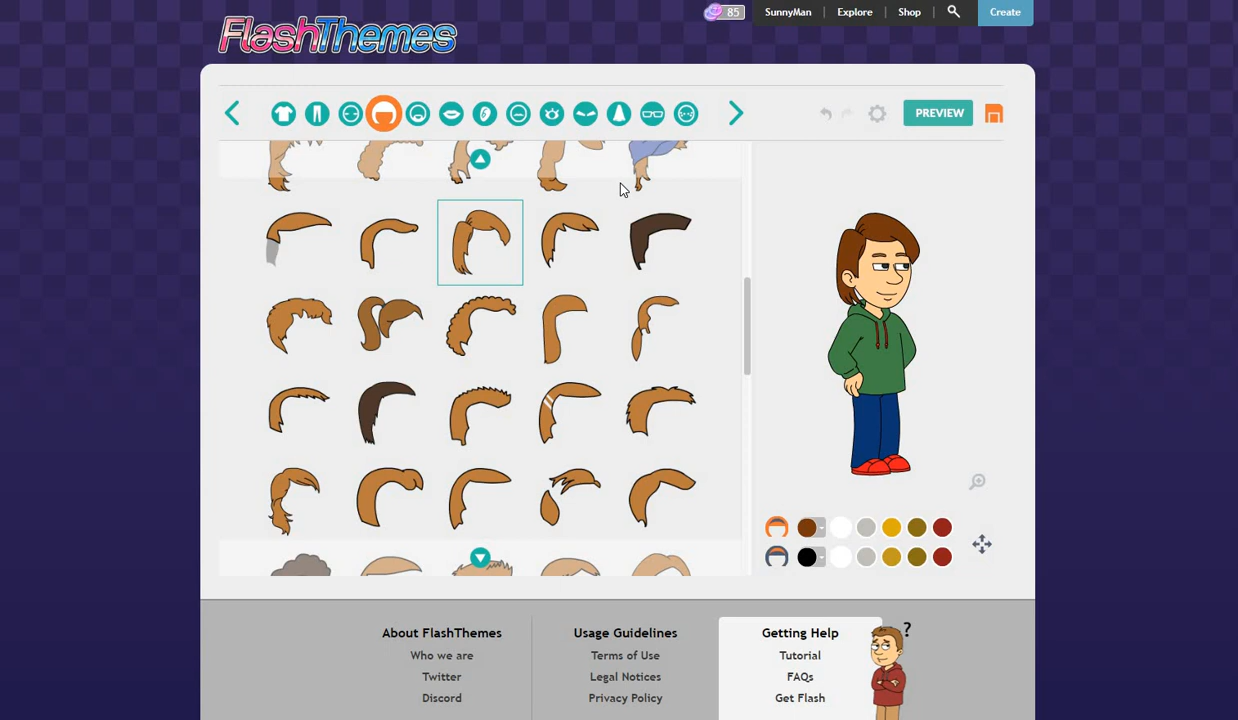 85
SunnyMan
Explore
Shop
Create
FlashThemes
PREVIEW
About FlashThemes
Who we are
Twitter
Discord
Usage Guidelines
Terms of Use
Legal Notices
Privacy Policy
Getting Help
Tutorial
FAQs
Get Flash
?